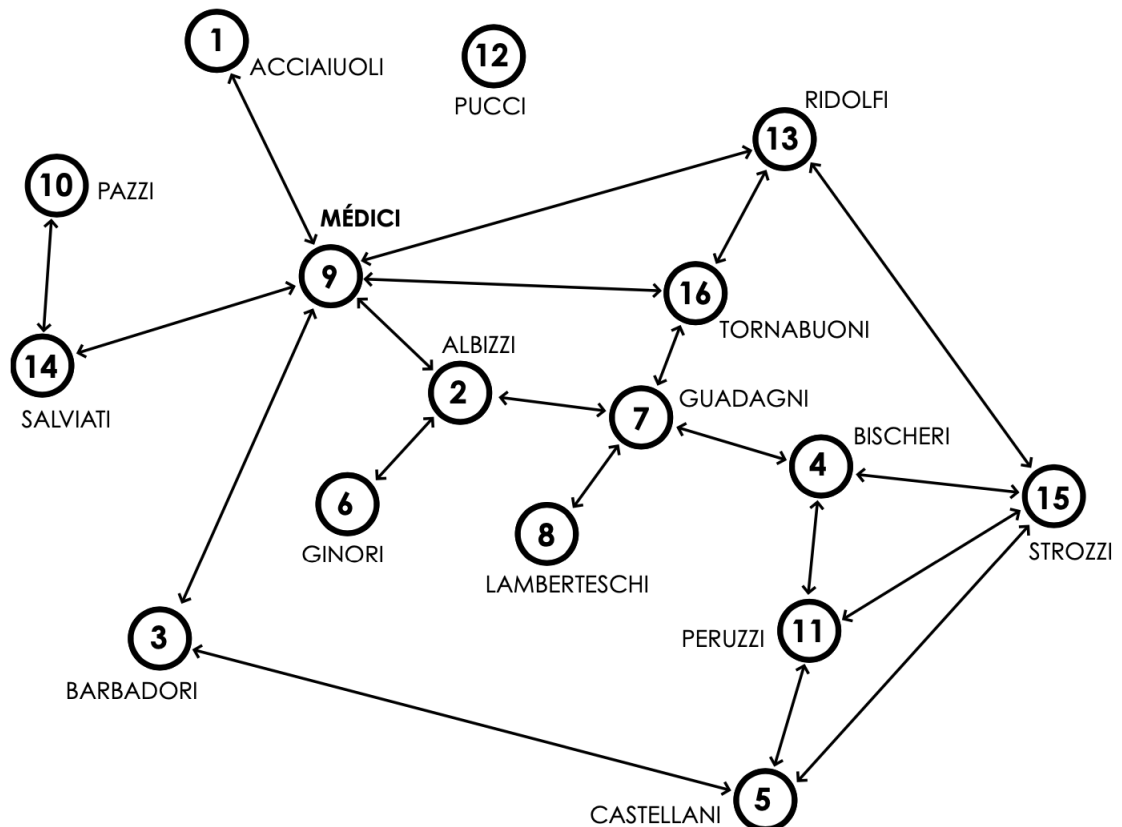 1
ACCIAIUOLI
12
PUCCI
RIDOLFI
13
10
PAZZI
MÉDICI
9
16
TORNABUONI
14
SALVIATI
ALBIZZI
2
7
GUADAGNI
BISCHERI
4
15
STROZZI
6
GINORI
8
LAMBERTESCHI
3
BARBADORI
PERUZZI
11
5
CASTELLANI